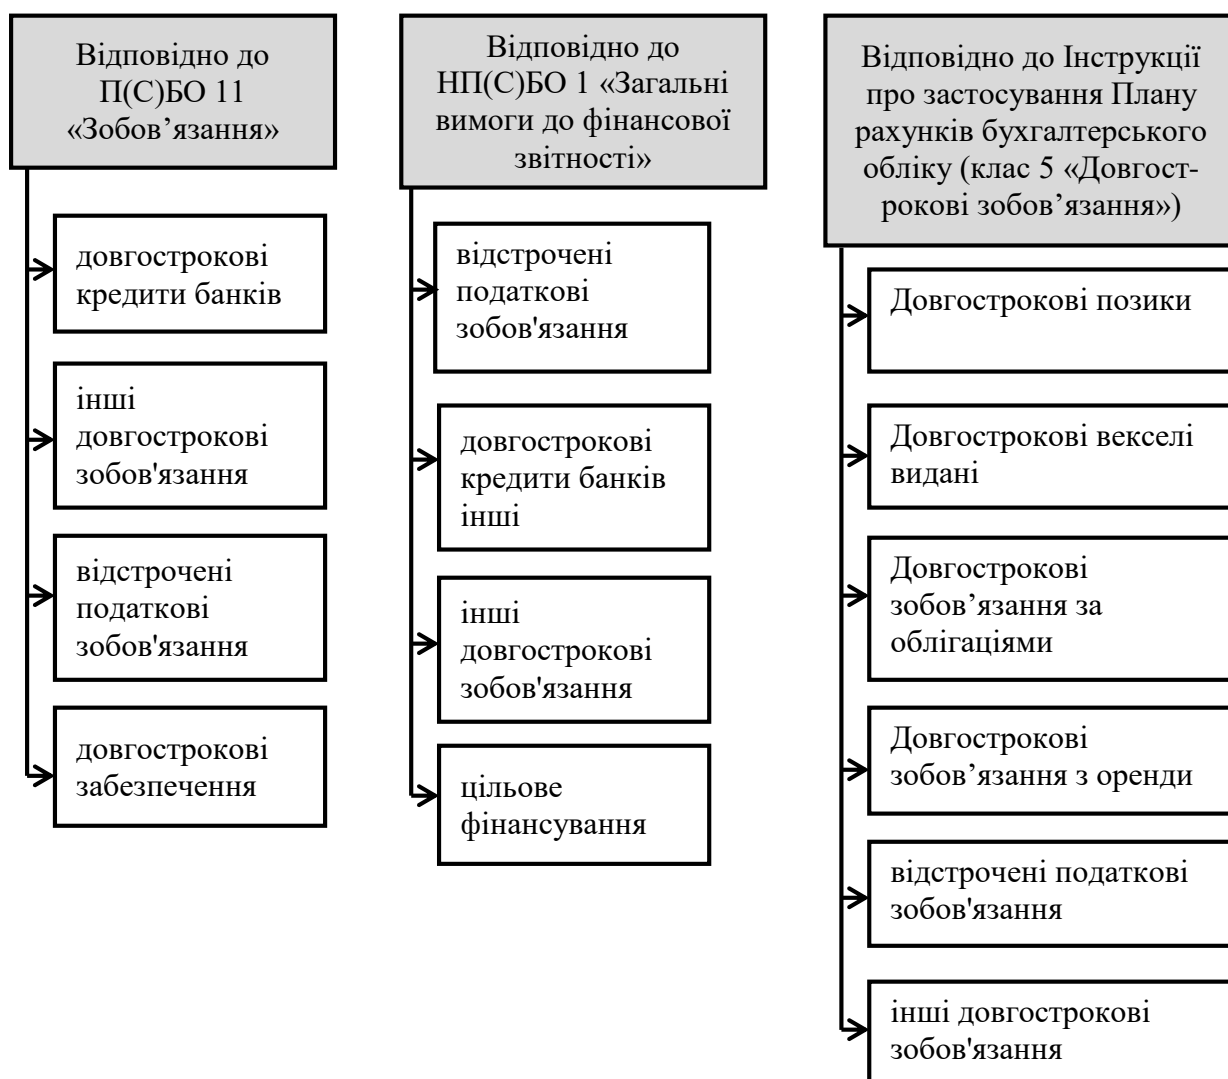 Відповідно до
П(С)БО 11
«Зобов’язання»
довгострокові
кредити банків
інші
довгострокові
зобов'язання
відстрочені
податкові
зобов'язання
довгострокові
забезпечення
Відповідно до
НП(С)БО 1 «Загальні
вимоги до фінансової
звітності»
відстрочені
податкові
зобов'язання
довгострокові
кредити банків
інші
інші
довгострокові
зобов'язання
цільове
фінансування
Відповідно до Інструкції
про застосування Плану
рахунків бухгалтерського
обліку (клас 5 «Довгост-
рокові зобов’язання»)
Довгострокові позики
Довгострокові векселі
видані
Довгострокові
зобов’язання за
облігаціями
Довгострокові
зобов’язання з оренди
відстрочені податкові
зобов'язання
інші довгострокові
зобов'язання